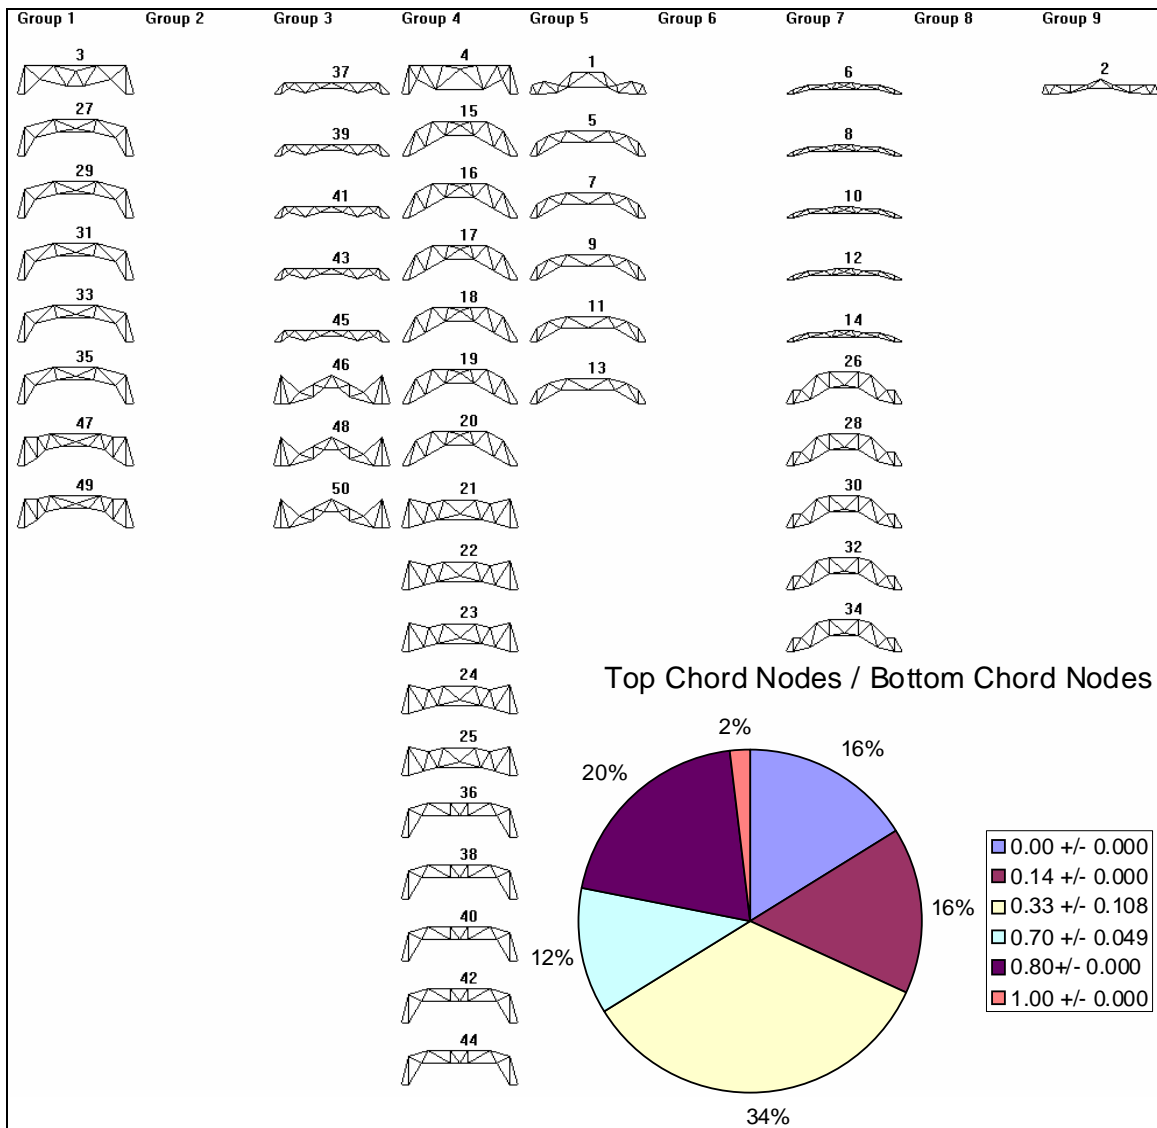 Group 1 Group 2 Group 3 Group 4 Group 5 Group 6 Group 7 Group 8 Group 9
3 37 4 1 6 2
27 39 15 5 8
29 41 16 7 10
31 43 17 9 12
33 45 18 11 14
35 46 19 13 26
47 48 20 28
49 50 21 30
22 32
23 34
24
Top Chord Nodes / Bottom Chord Nodes
25
36
38
40
42
44
2%
16%
20%
16%
12%
34%
0.00 +/- 0.000
0.14 +/- 0.000
0.33 +/- 0.108
0.70 +/- 0.049
0.80+/- 0.000
1.00 +/- 0.000